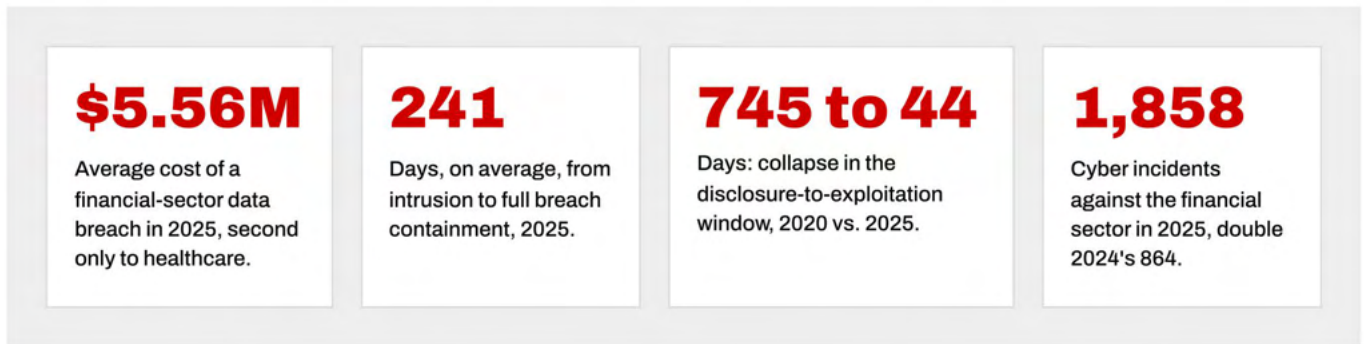 $5.56M
Average cost of a
financial-sector data
breach in 2025, second
only to healthcare.
241
Days, on average, from
intrusion to full breach
containment, 2025.
745 to 44
Days: collapse in the
disclosure-to-exploitation
window, 2020 vs. 2025.
1,858
Cyber incidents
against the financial
sector in 2025, double
2024's 864.